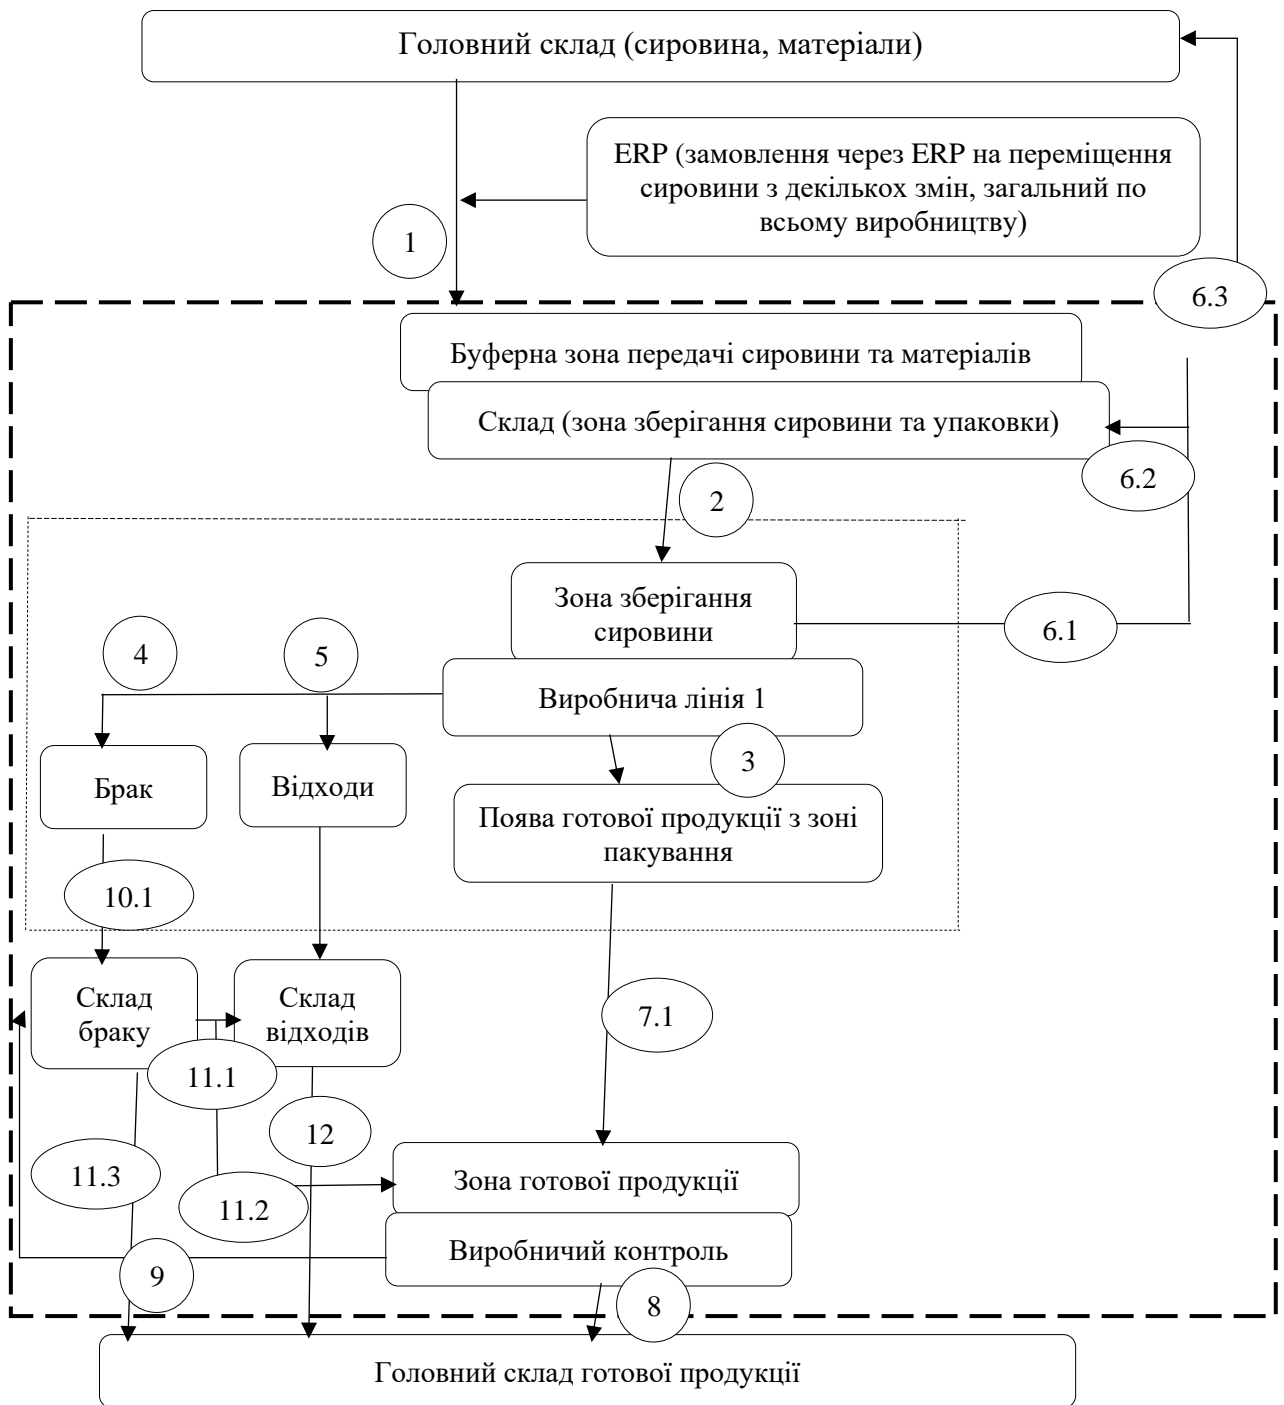 Головний склад (сировина, матеріали)
ERP (замовлення через ERP на переміщення
сировини з декількох змін, загальний по
всьому виробництву)
1
6.3
Буферна зона передачі сировини та матеріалів
Склад (зона зберігання сировини та упаковки)
6.2
2
Зона зберігання
сировини
6.1
4
5
Виробнича лінія 1
3
Брак
Відходи
Поява готової продукції з зоні
пакування
10.1
Склад
браку
Склад
відходів
7.1
11.1
12
11.3
11.2
Зона готової продукції
Виробничий контроль
9
8
Головний склад готової продукції